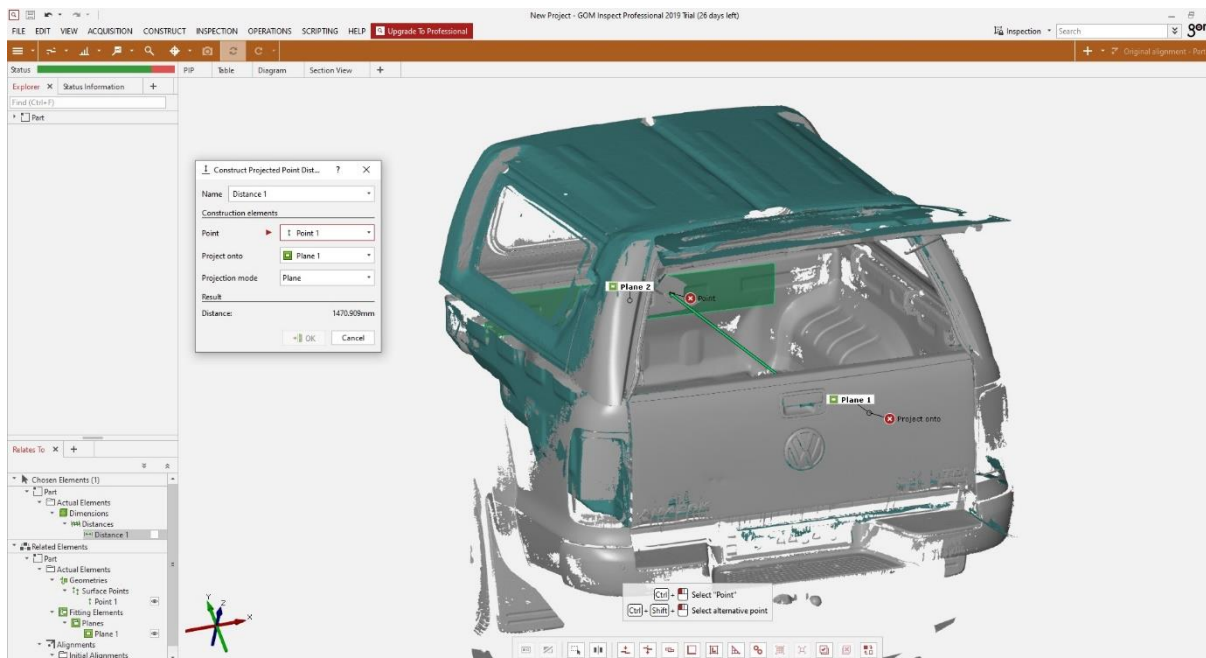 New Project - GOM Inspect Professional 2019 Trial (26 days left)
FILE EDIT VIEW ACQUISITION CONSTRUCT INSPECTION OPERATIONS SCRIPTING HELP Upgrade To Professional
Inspection Search gom
Original alignment - Part
Status PIP Table Diagram Section View +
Explorer X Status Information +
Find (Ctrl+F)
Part
Construct Projected Point Dist... ? X
Name Distance 1
Construction elements
Point Point 1
Project onto Plane 1
Projection mode Plane
Result
Distance: 1470.909mm
OK Cancel
Plane 2
Point
Plane 1
Project onto
Relates To X +
Chosen Elements (1)
Part
Actual Elements
Dimensions
Distances
Distance 1
Related Elements
Part
Actual Elements
Geometries
Surface Points
Point 1
Fitting Elements
Planes
Plane 1
Alignments
Initial Alignments
Y
Z
X
Ctrl + Select "Point"
Ctrl + Shift + Select alternative point